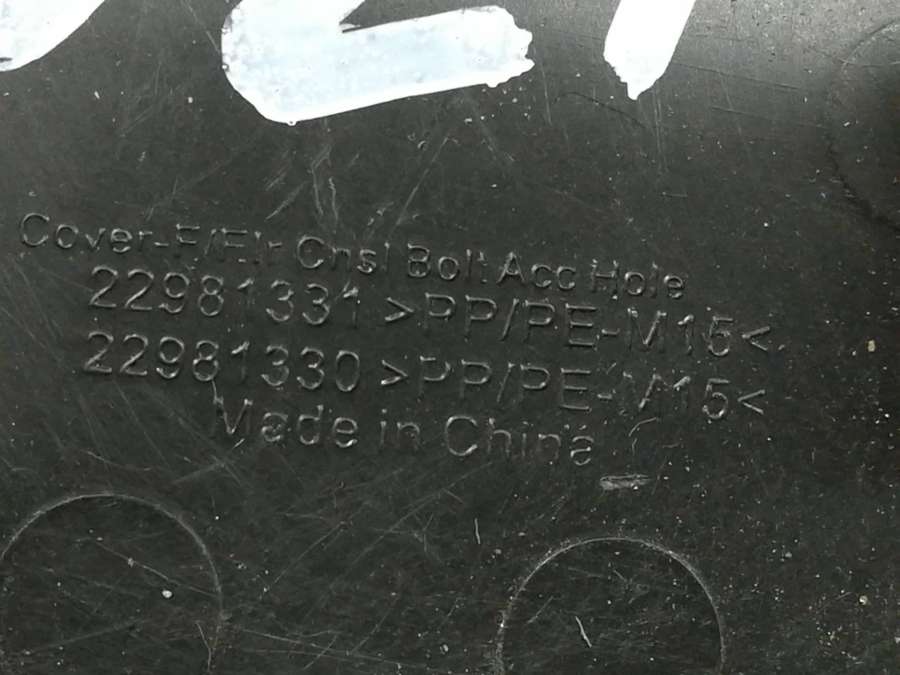 Cover-F/Flr Cnsl Bolt Acc Hole
22981331 >PP/PE-M15<
22981330 >PP/PE-M15<
Made in China